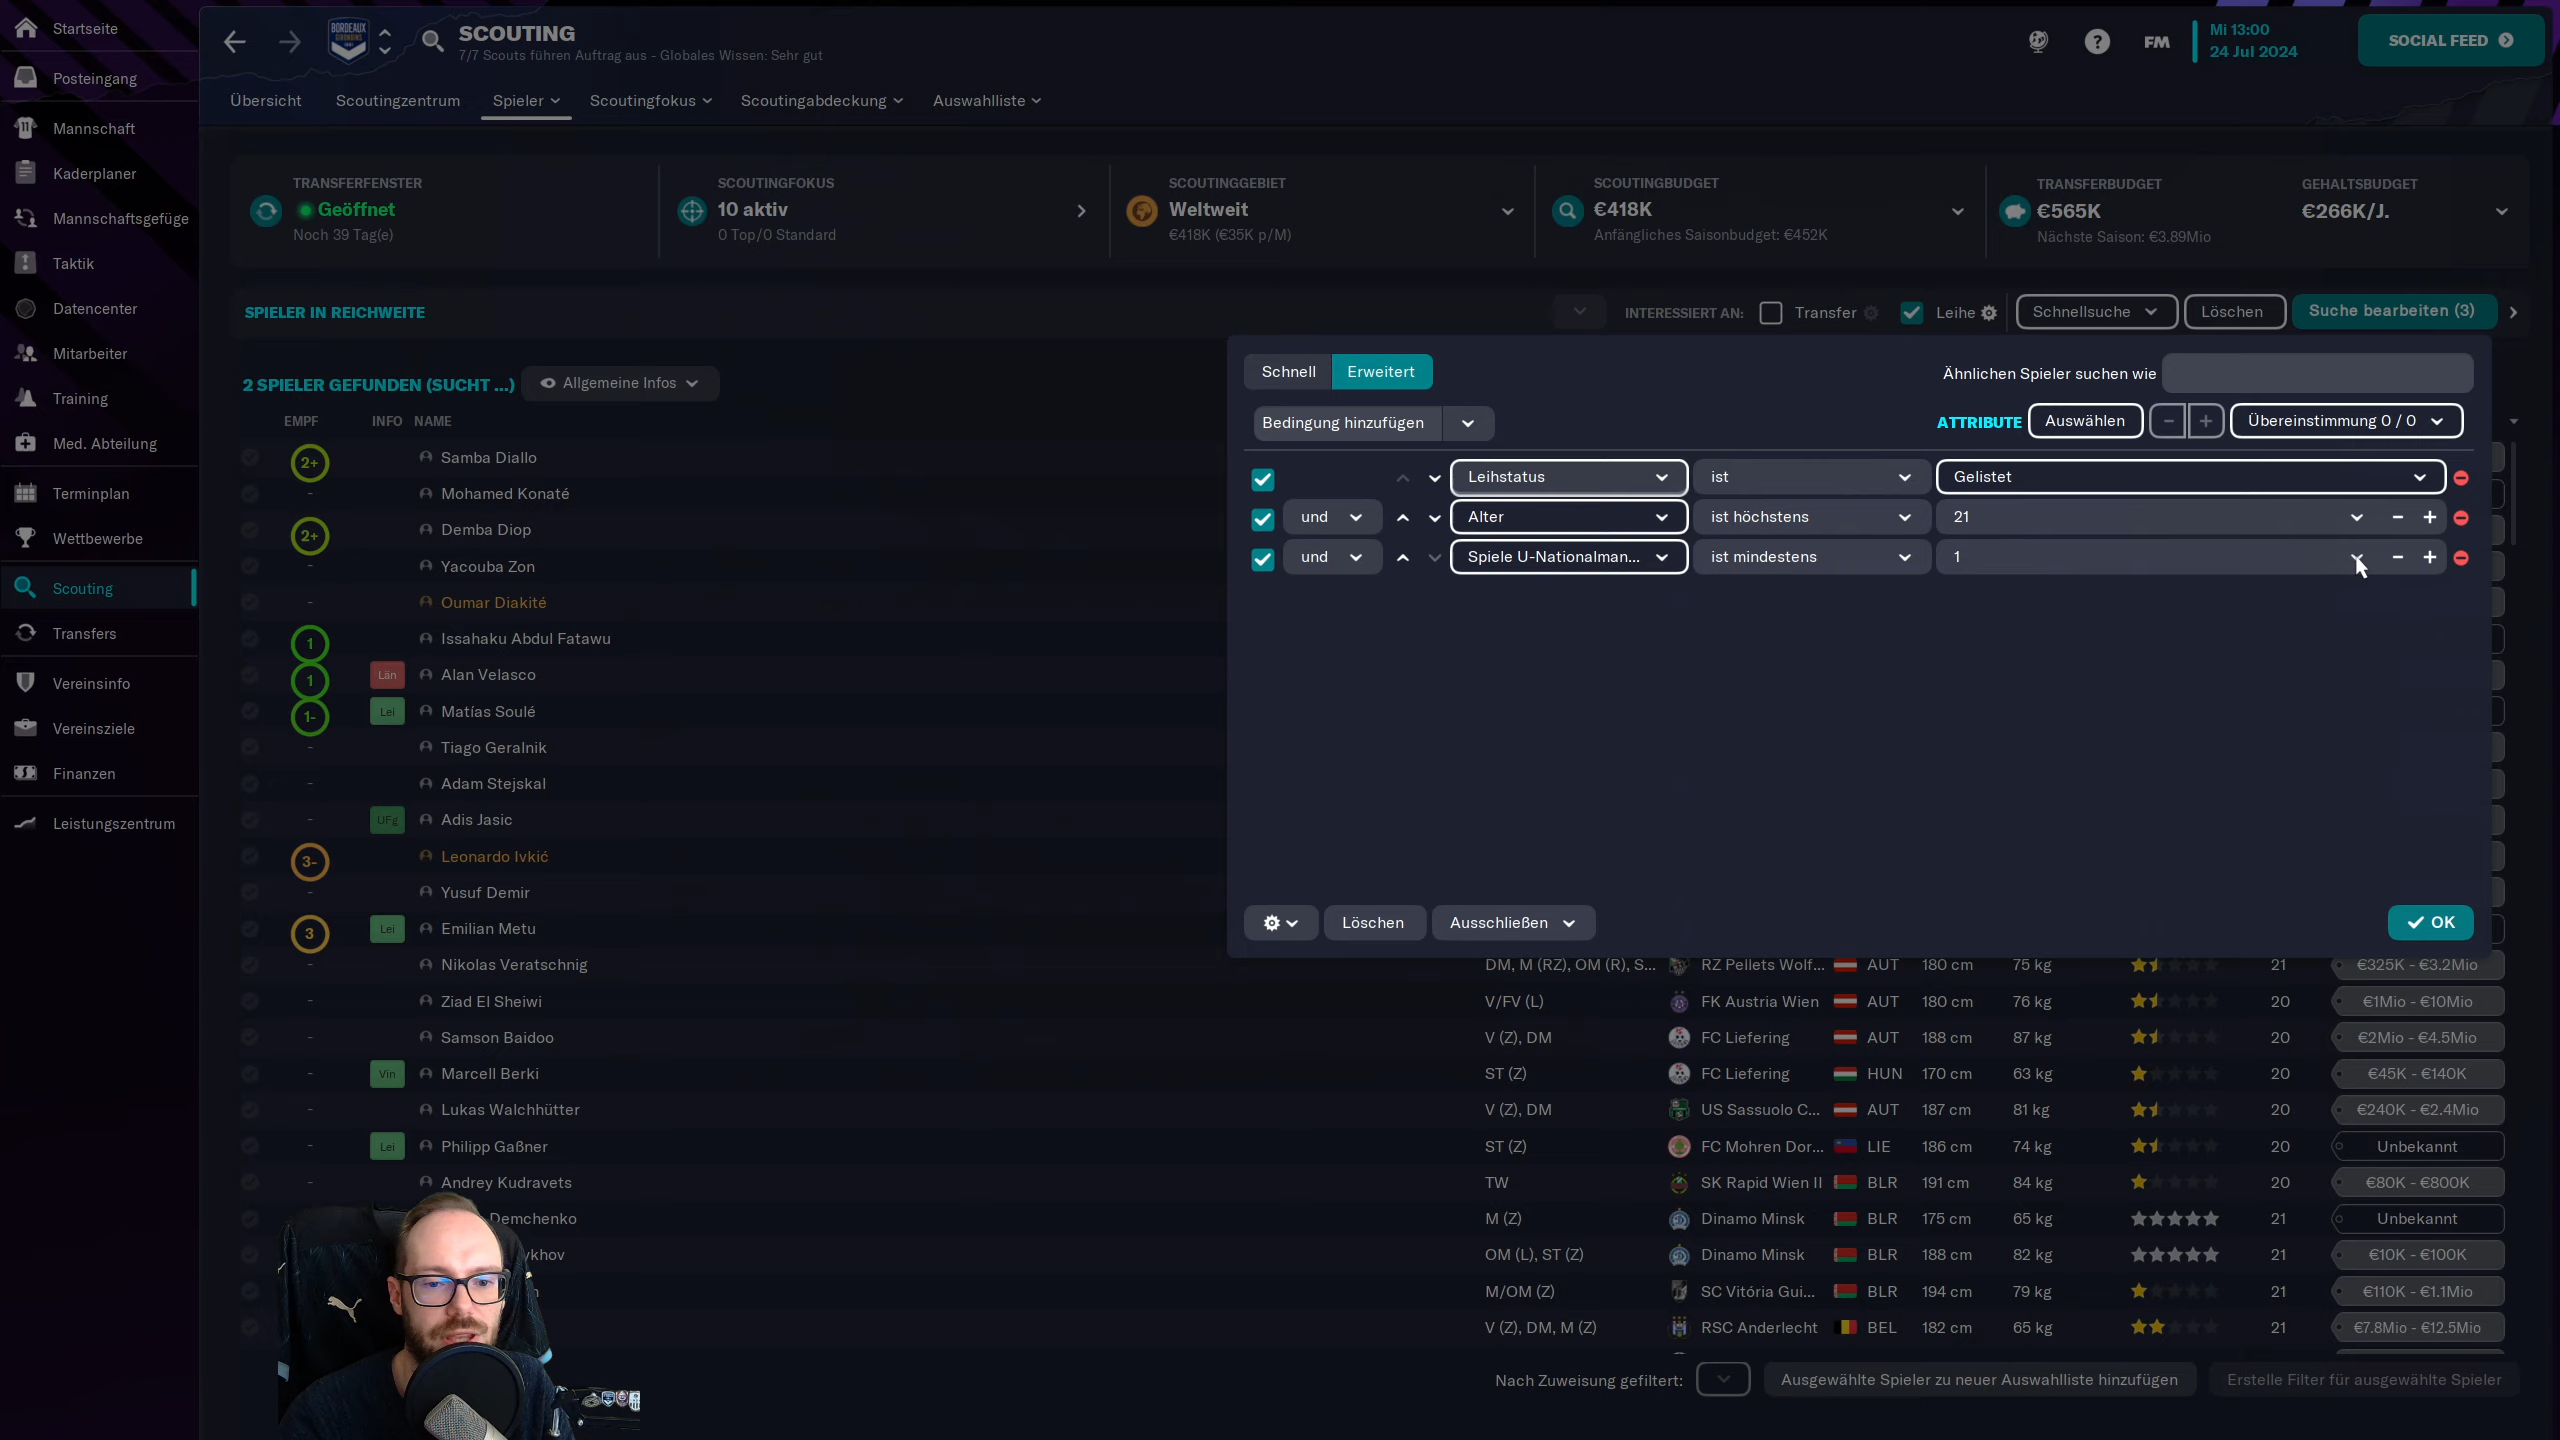 Startseite
Posteingang
Mannschaft
Kaderplaner
Mannschaftsgefüge
Taktik
Datencenter
Mitarbeiter
Training
Med. Abteilung
Terminplan
Wettbewerbe
Scouting
Transfers
Vereinsinfo
Vereinsziele
Finanzen
Leistungszentrum
BORDEAUX
SCOUTING
7/7 Scouts führen Auftrag aus - Globales Wissen: Sehr gut
FM
Mi 13:00
24 Jul 2024
SOCIAL FEED
Übersicht Scoutingzentrum Spieler Scoutingfokus Scoutingabdeckung Auswahlliste
TRANSFERFENSTER
Geöffnet
Noch 39 Tag(e)
SCOUTINGFOKUS
10 aktiv
0 Top/0 Standard
SCOUTINGGEBIET
Weltweit
€418K (€35K p/M)
SCOUTINGBUDGET
€418K
Anfängliches Saisonbudget: €452K
TRANSFERBUDGET
€565K
Nächste Saison: €3.89Mio
GEHALTSBUDGET
€266K/J.
SPIELER IN REICHWEITE
INTERESSIERT AN: Transfer Leihe Schnellsuche Löschen Suche bearbeiten (3)
2 SPIELER GEFUNDEN (SUCHT ...) Allgemeine Infos
EMPF INFO NAME
2+ Samba Diallo
- Mohamed Konaté
2+ Demba Diop
- Yacouba Zon
- Oumar Diakité
1 Issahaku Abdul Fatawu
1 Län Alan Velasco
1- Lei Matías Soulé
- Tiago Geralnik
- Adam Stejskal
- UFg Adis Jasic
3- Leonardo Ivkić
- Yusuf Demir
3 Lei Emilian Metu
Schnell Erweitert
Ähnlichen Spieler suchen wie
Bedingung hinzufügen
ATTRIBUTE Auswählen - + Übereinstimmung 0 / 0
Leihstatus ist Gelistet
und Alter ist höchstens 21 - +
und Spiele U-Nationalman... ist mindestens 1 - +
Löschen Ausschließen OK
- Nikolas Veratschnig DM, M (RZ), OM (R), S... RZ Pellets Wolf... AUT 180 cm 75 kg 21 €325K - €3.2Mio
- Ziad El Sheiwi V/FV (L) FK Austria Wien AUT 180 cm 76 kg 20 €1Mio - €10Mio
- Samson Baidoo V (Z), DM FC Liefering AUT 188 cm 87 kg 20 €2Mio - €4.5Mio
- Vin Marcell Berki ST (Z) FC Liefering HUN 170 cm 63 kg 20 €45K - €140K
- Lukas Walchhütter V (Z), DM US Sassuolo C... AUT 187 cm 81 kg 20 €240K - €2.4Mio
- Lei Philipp Gaßner ST (Z) FC Mohren Dor... LIE 186 cm 74 kg 20 Unbekannt
- Andrey Kudravets TW SK Rapid Wien II BLR 191 cm 84 kg 20 €80K - €800K
Demchenko M (Z) Dinamo Minsk BLR 175 cm 65 kg 21 Unbekannt
OM (L), ST (Z) Dinamo Minsk BLR 188 cm 82 kg 21 €10K - €100K
M/OM (Z) SC Vitória Gui... BLR 194 cm 79 kg 21 €110K - €1.1Mio
V (Z), DM, M (Z) RSC Anderlecht BEL 182 cm 65 kg 21 €7.8Mio - €12.5Mio
Nach Zuweisung gefiltert: Ausgewählte Spieler zu neuer Auswahlliste hinzufügen Erstelle Filter für ausgewählte Spieler